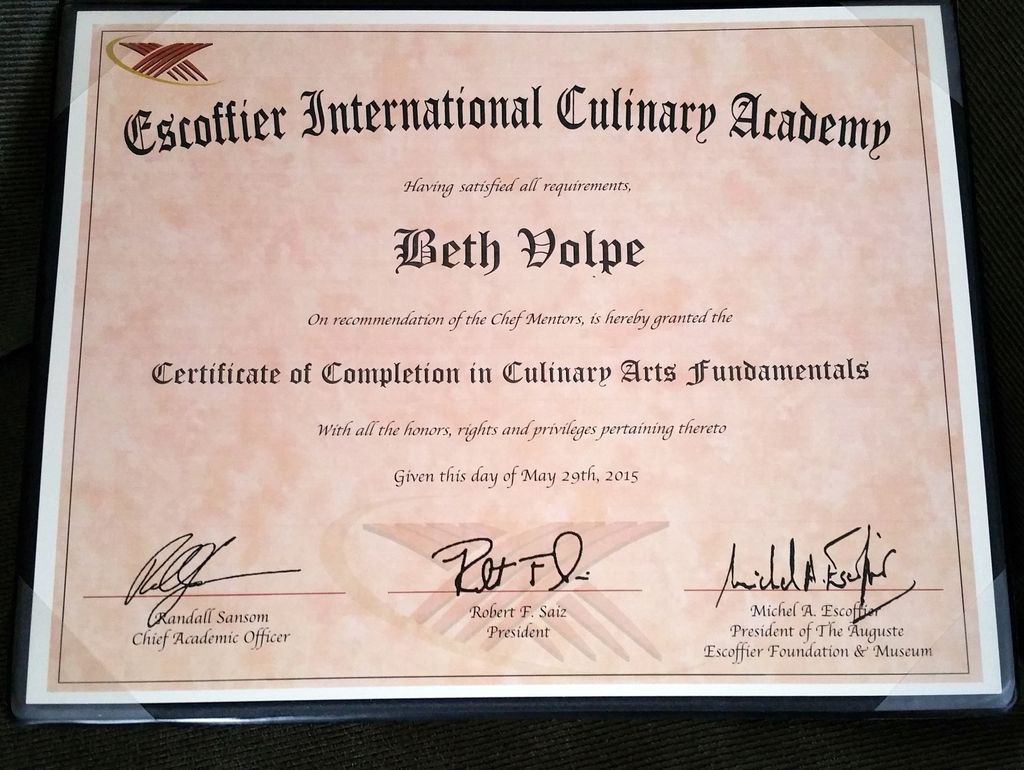 Escoffier International Culinary Academy
Having satisfied all requirements,
Beth Volpe
On recommendation of the Chef Mentors, is hereby granted the
Certificate of Completion in Culinary Arts Fundamentals
With all the honors, rights and privileges pertaining thereto
Given this day of May 29th, 2015
Randall Sansom
Chief Academic Officer
Robert F. Saiz
President
Michel A. Escoffier
President of The Auguste
Escoffier Foundation & Museum